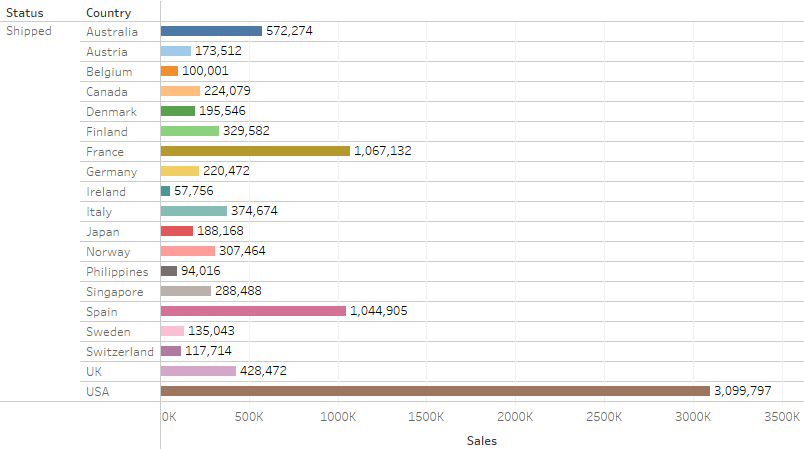 Status Country
Shipped Australia 572,274
Austria 173,512
Belgium 100,001
Canada 224,079
Denmark 195,546
Finland 329,582
France 1,067,132
Germany 220,472
Ireland 57,756
Italy 374,674
Japan 188,168
Norway 307,464
Philippines 94,016
Singapore 288,488
Spain 1,044,905
Sweden 135,043
Switzerland 117,714
UK 428,472
USA 3,099,797
0K 500K 1000K 1500K 2000K 2500K 3000K 3500K
Sales